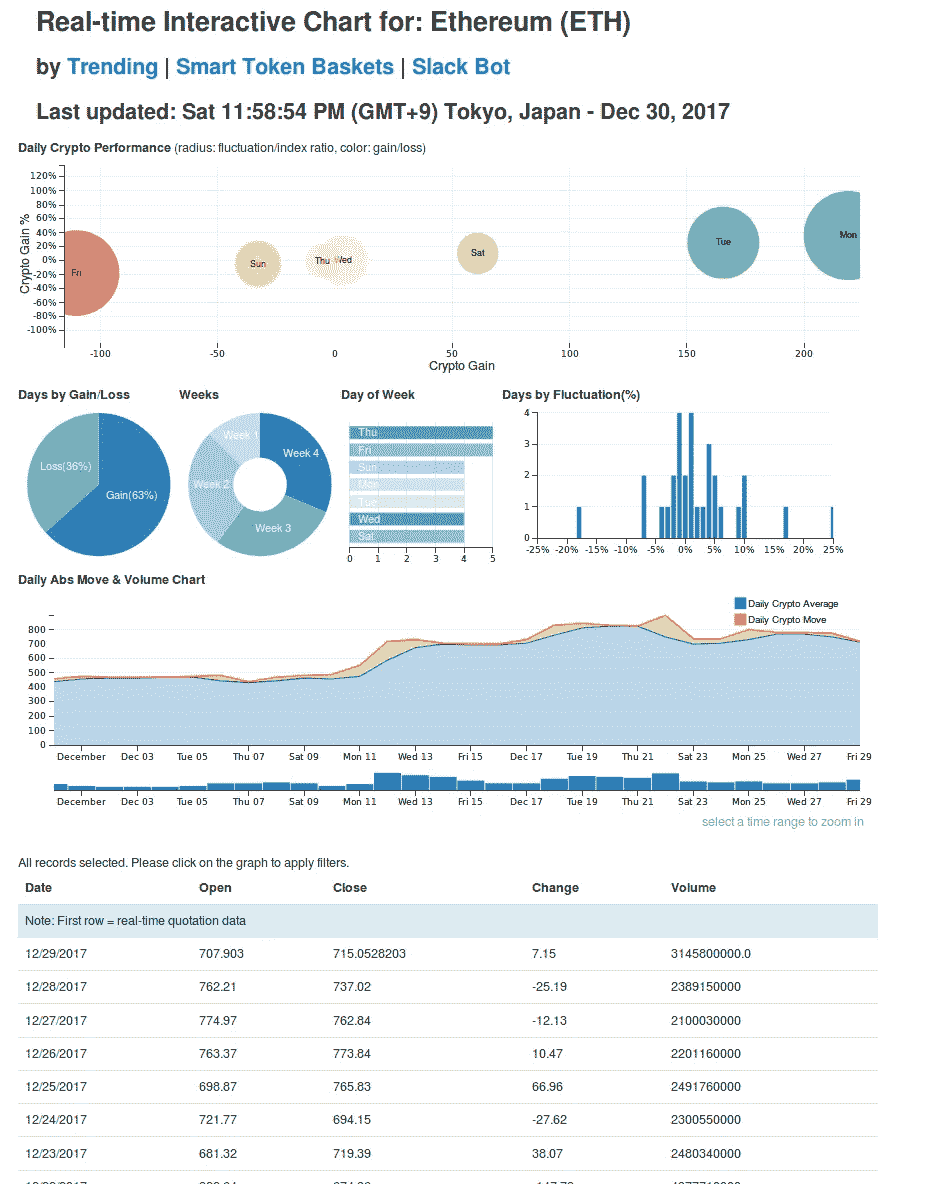 Real-time Interactive Chart for: Ethereum (ETH)
by Trending | Smart Token Baskets | Slack Bot
Last updated: Sat 11:58:54 PM (GMT+9) Tokyo, Japan - Dec 30, 2017
Daily Crypto Performance (radius: fluctuation/index ratio, color: gain/loss)
Crypto Gain %
120%
100%
80%
60%
40%
20%
0%
-20%
-40%
-60%
-80%
-100%
Fri
Sun
Thu
Wed
Sat
Tue
Mon
-100 -50 0 50 100 150 200
Crypto Gain
Days by Gain/Loss
Loss(36%)
Gain(63%)
Weeks
Week 1
Week 4
Week 2
Week 3
Day of Week
Thu
Fri
Sun
Mon
Tue
Wed
Sat
0 1 2 3 4 5
Days by Fluctuation(%)
4
3
2
1
0
-25% -20% -15% -10% -5% 0% 5% 10% 15% 20% 25%
Daily Abs Move & Volume Chart
Daily Crypto Average
Daily Crypto Move
800
700
600
500
400
300
200
100
0
December Dec 03 Tue 05 Thu 07 Sat 09 Mon 11 Wed 13 Fri 15 Dec 17 Tue 19 Thu 21 Sat 23 Mon 25 Wed 27 Fri 29
December Dec 03 Tue 05 Thu 07 Sat 09 Mon 11 Wed 13 Fri 15 Dec 17 Tue 19 Thu 21 Sat 23 Mon 25 Wed 27 Fri 29
select a time range to zoom in
All records selected. Please click on the graph to apply filters.
Date Open Close Change Volume
Note: First row = real-time quotation data
12/29/2017 707.903 715.0528203 7.15 3145800000.0
12/28/2017 762.21 737.02 -25.19 2389150000
12/27/2017 774.97 762.84 -12.13 2100030000
12/26/2017 763.37 773.84 10.47 2201160000
12/25/2017 698.87 765.83 66.96 2491760000
12/24/2017 721.77 694.15 -27.62 2300550000
12/23/2017 681.32 719.39 38.07 2480340000